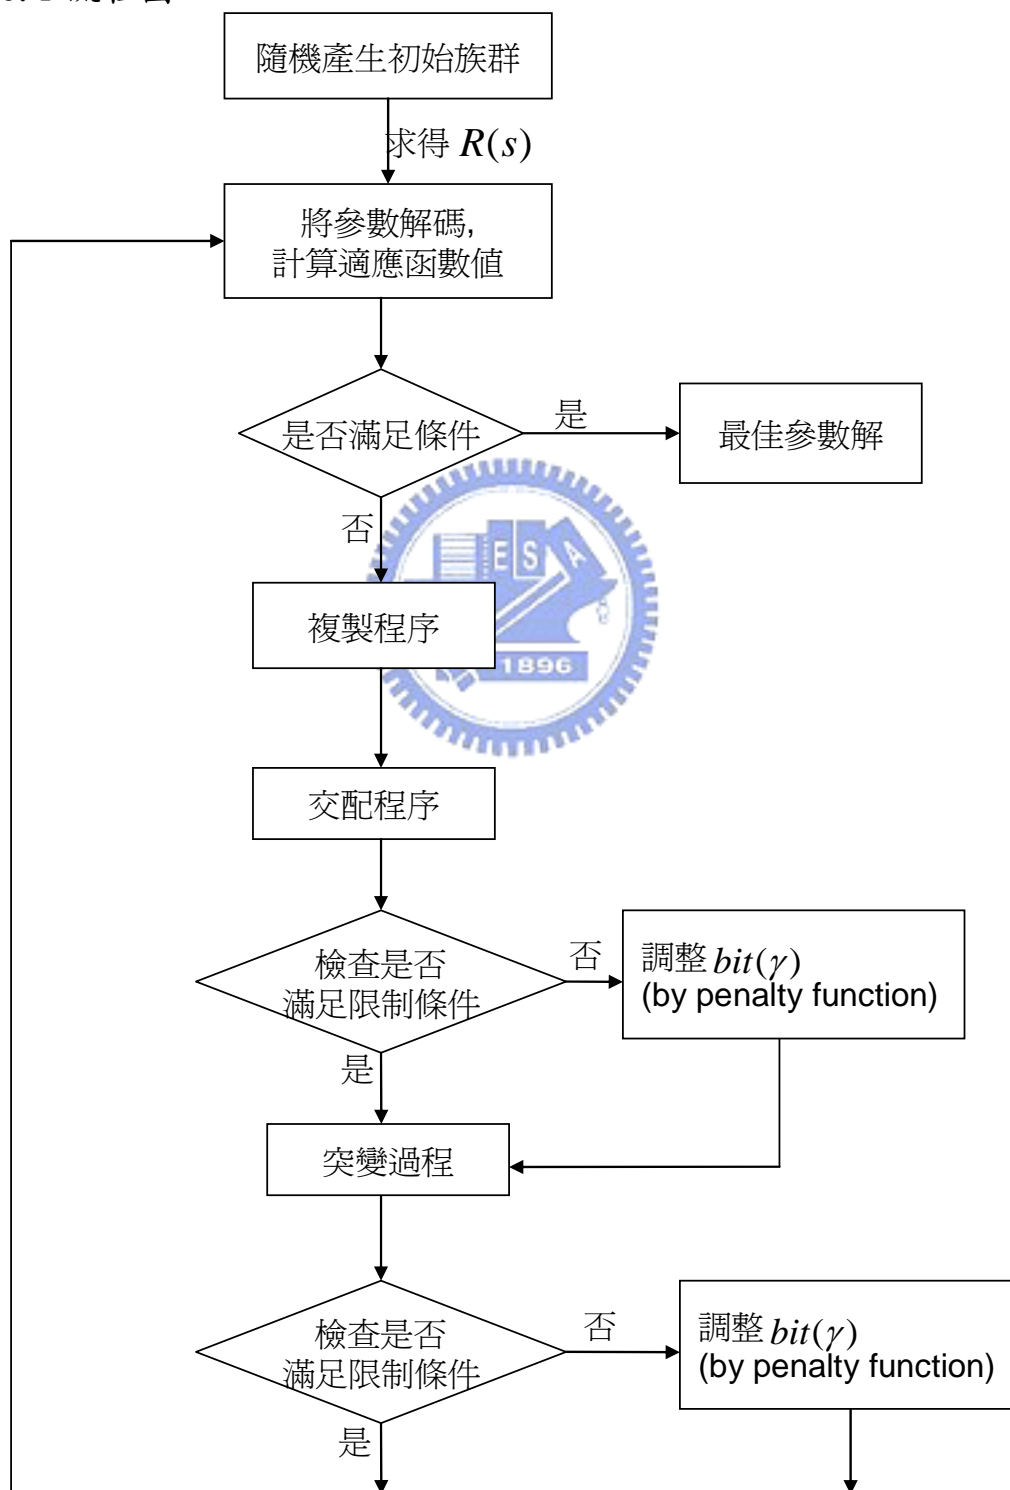 隨機產生初始族群
求得 R(s)
將參數解碼,
計算適應函數值
是否滿足條件
是
最佳參數解
否
E S A
複製程序
1896
交配程序
檢查是否
滿足限制條件
否
調整 bit(γ)
(by penalty function)
是
突變過程
檢查是否
滿足限制條件
否
調整 bit(γ)
(by penalty function)
是